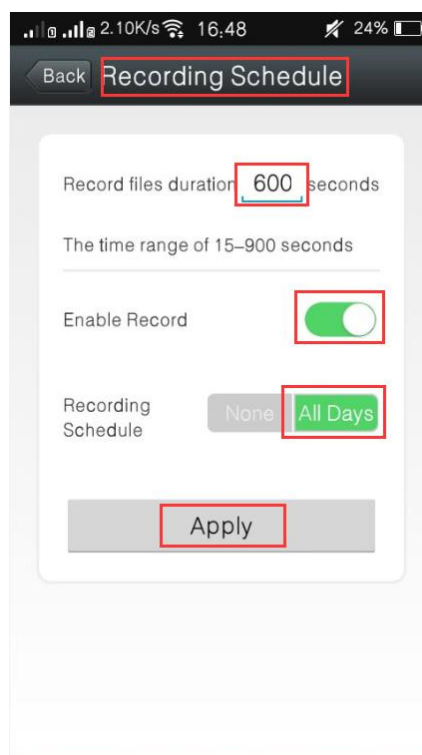 2.10K/s 16:48 24%
Back Recording Schedule
Record files duration 600 seconds
The time range of 15–900 seconds
Enable Record
Recording
Schedule
None All Days
Apply